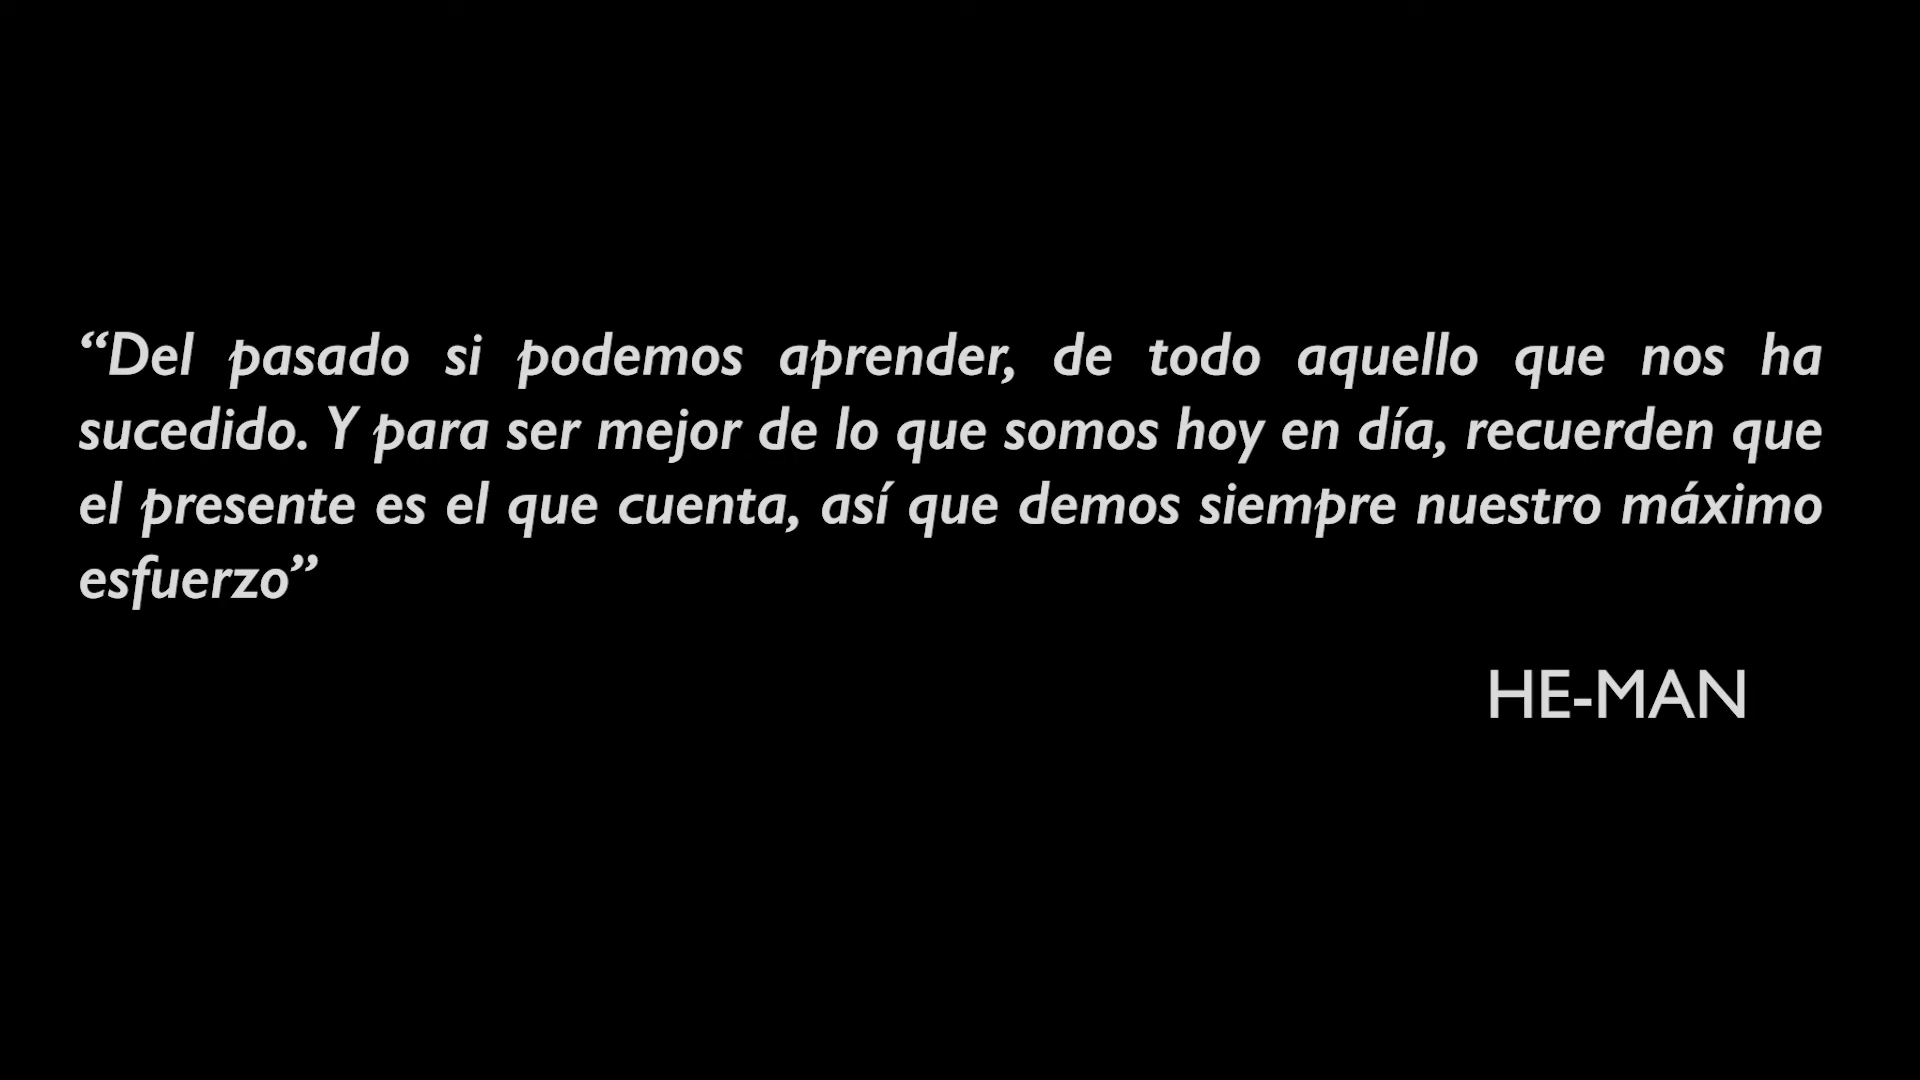 “Del pasado si podemos aprender, de todo aquello que nos ha
sucedido. Y para ser mejor de lo que somos hoy en día, recuerden que
el presente es el que cuenta, así que demos siempre nuestro máximo
esfuerzo”
HE-MAN